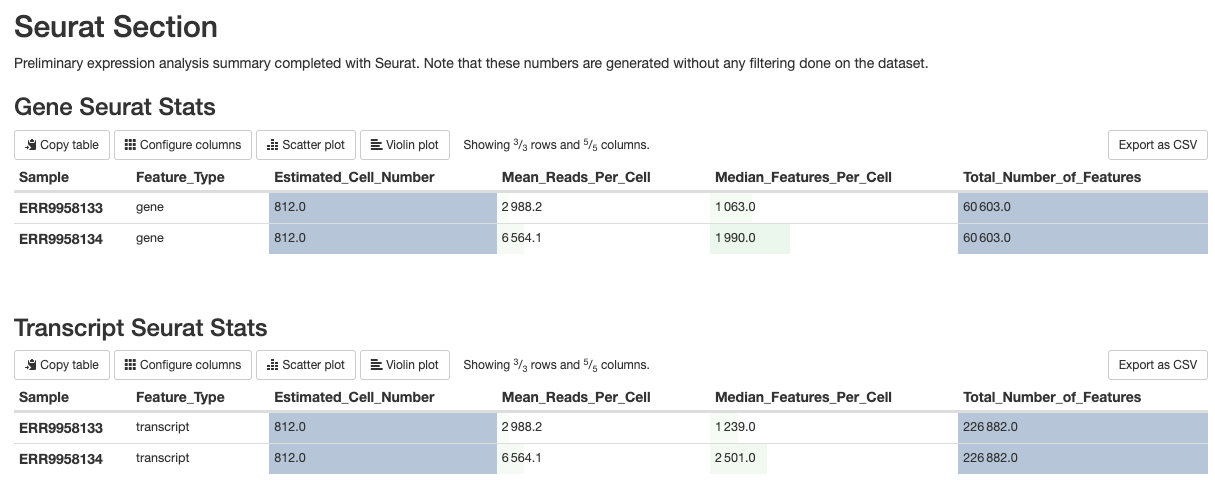 Seurat Section
Preliminary expression analysis summary completed with Seurat. Note that these numbers are generated without any filtering done on the dataset.
Gene Seurat Stats
Copy table Configure columns Scatter plot Violin plot Showing 3/3 rows and 5/5 columns. Export as CSV
Sample Feature_Type Estimated_Cell_Number Mean_Reads_Per_Cell Median_Features_Per_Cell Total_Number_of_Features
ERR9958133 gene 812.0 2 988.2 1 063.0 60 603.0
ERR9958134 gene 812.0 6 564.1 1 990.0 60 603.0
Transcript Seurat Stats
Copy table Configure columns Scatter plot Violin plot Showing 3/3 rows and 5/5 columns. Export as CSV
Sample Feature_Type Estimated_Cell_Number Mean_Reads_Per_Cell Median_Features_Per_Cell Total_Number_of_Features
ERR9958133 transcript 812.0 2 988.2 1 239.0 226 882.0
ERR9958134 transcript 812.0 6 564.1 2 501.0 226 882.0